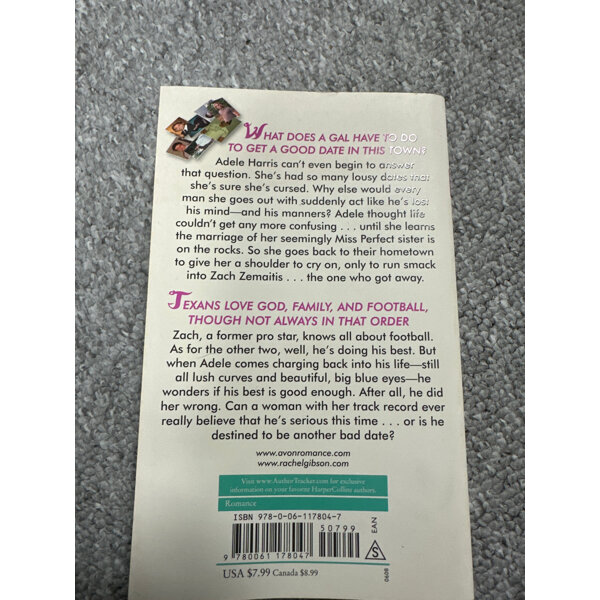 WHAT DOES A GAL HAVE TO DO
TO GET A GOOD DATE IN THIS TOWN?
Adele Harris can't even begin to answer
that question. She's had so many lousy dates that
she's sure she's cursed. Why else would every
man she goes out with suddenly act like he's lost
his mind—and his manners? Adele thought life
couldn't get any more confusing . . . until she learns
the marriage of her seemingly Miss Perfect sister is
on the rocks. So she goes back to their hometown
to give her a shoulder to cry on, only to run smack
into Zach Zemaitis . . . the one who got away.
TEXANS LOVE GOD, FAMILY, AND FOOTBALL,
THOUGH NOT ALWAYS IN THAT ORDER
Zach, a former pro star, knows all about football.
As for the other two, well, he's doing his best. But
when Adele comes charging back into his life—still
all lush curves and beautiful, big blue eyes—he
wonders if his best is good enough. After all, he did
her wrong. Can a woman with her track record ever
really believe that he's serious this time . . . or is he
destined to be another bad date?
www.avonromance.com
www.rachelgibson.com
Visit www.AuthorTracker.com for exclusive
information on your favorite HarperCollins authors.
Romance
ISBN 978-0-06-117804-7
50799
9 780061 178047
EAN
S
USA $7.99 Canada $8.99
0608